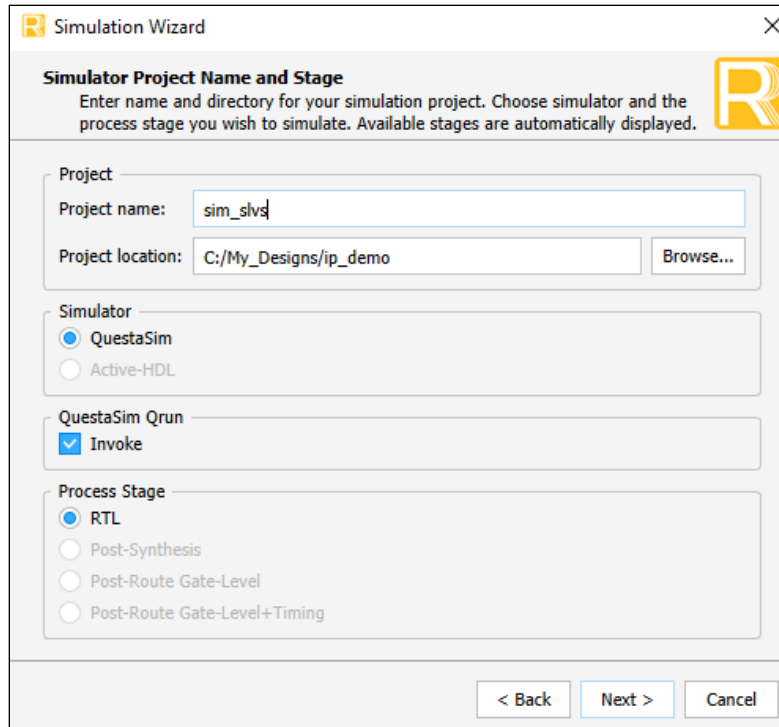 Simulation Wizard
Simulator Project Name and Stage
Enter name and directory for your simulation project. Choose simulator and the
process stage you wish to simulate. Available stages are automatically displayed.
Project
Project name: sim_slvs
Project location: C:/My_Designs/ip_demo Browse...
Simulator
QuestaSim
Active-HDL
QuestaSim Qrun
Invoke
Process Stage
RTL
Post-Synthesis
Post-Route Gate-Level
Post-Route Gate-Level+Timing
< Back Next > Cancel